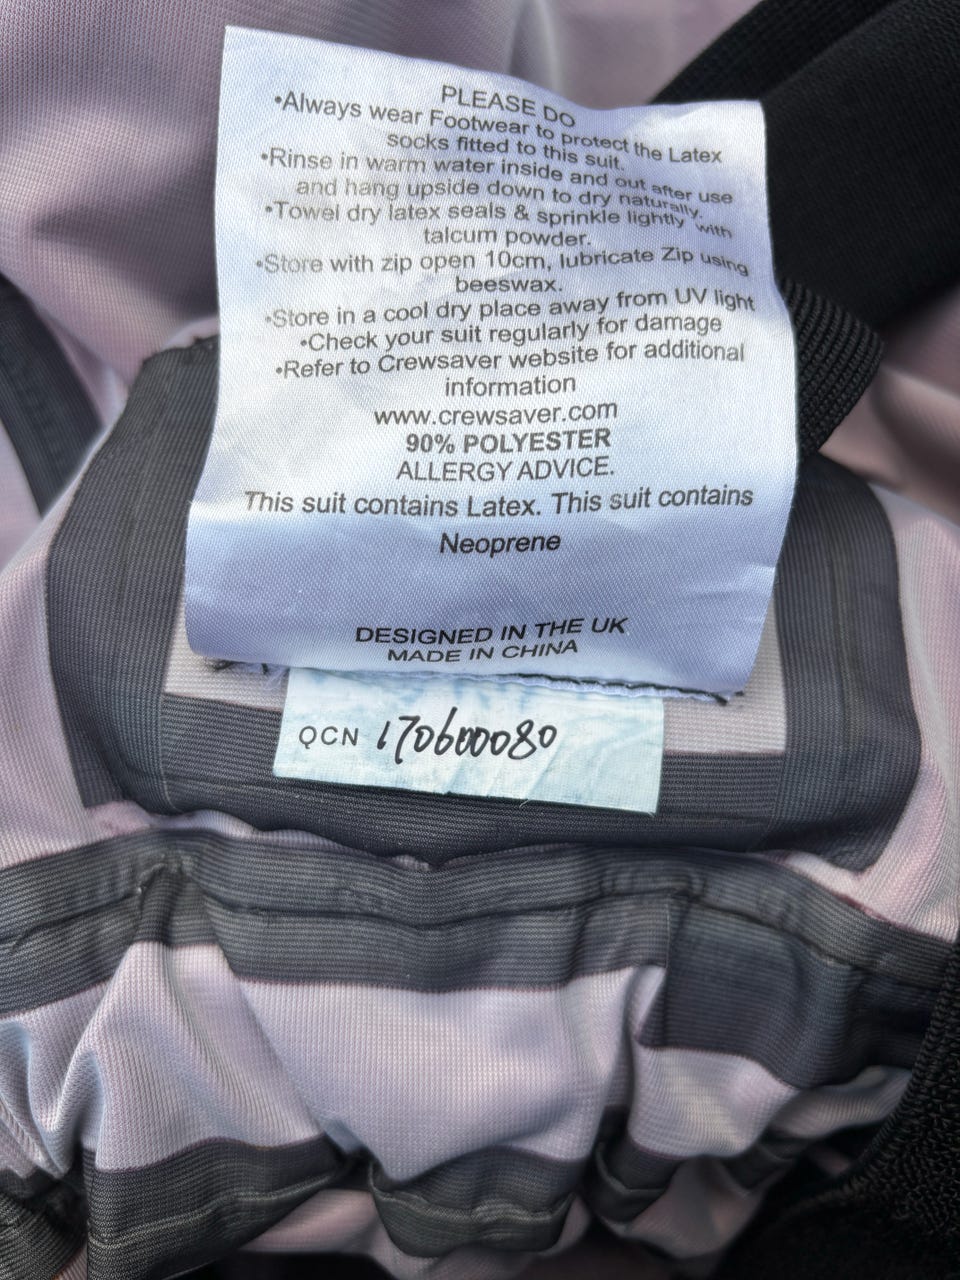 PLEASE DO
•Always wear Footwear to protect the Latex
socks fitted to this suit.
•Rinse in warm water inside and out after use
and hang upside down to dry naturally.
•Towel dry latex seals & sprinkle lightly with
talcum powder.
•Store with zip open 10cm, lubricate Zip using
beeswax.
•Store in a cool dry place away from UV light
•Check your suit regularly for damage
•Refer to Crewsaver website for additional
information
www.crewsaver.com
90% POLYESTER
ALLERGY ADVICE.
This suit contains Latex. This suit contains
Neoprene
DESIGNED IN THE UK
MADE IN CHINA
QCN 170600080